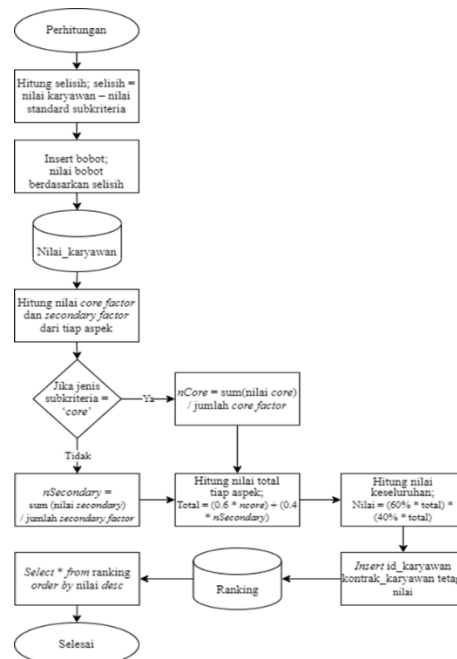 Perhitungan
Hitung selisih; selisih =
nilai karyawan – nilai
standard subkriteria
Insert bobot;
nilai bobot
berdasarkan selisih
Nilai_karyawan
Hitung nilai core factor
dan secondary factor
dari tiap aspek
Jika jenis
subkriteria =
‘core’
Ya
nCore = sum(nilai core)
/ jumlah core factor
Tidak
nSecondary =
sum (nilai secondary)
/ jumlah secondary factor
Hitung nilai total
tiap aspek;
Total = (0.6 * ncore) + (0.4
* nSecondary)
Hitung nilai
keseluruhan;
Nilai = (60% * total) *
(40% * total)
Insert id_karyawan
kontrak_karyawan tetap
nilai
Ranking
Select * from ranking
order by nilai desc
Selesai